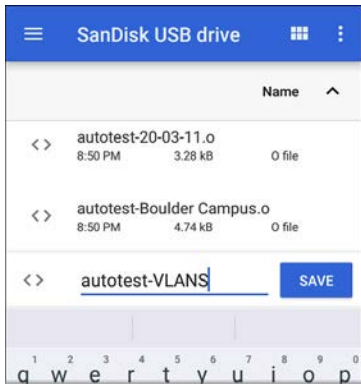 SanDisk USB drive
Name
autotest-20-03-11.o
8:50 PM 3.28 kB O file
autotest-Boulder Campus.o
8:50 PM 4.74 kB O file
autotest-VLANS SAVE
1 2 3 4 5 6 7 8 9 0
q w e r t y u i o p